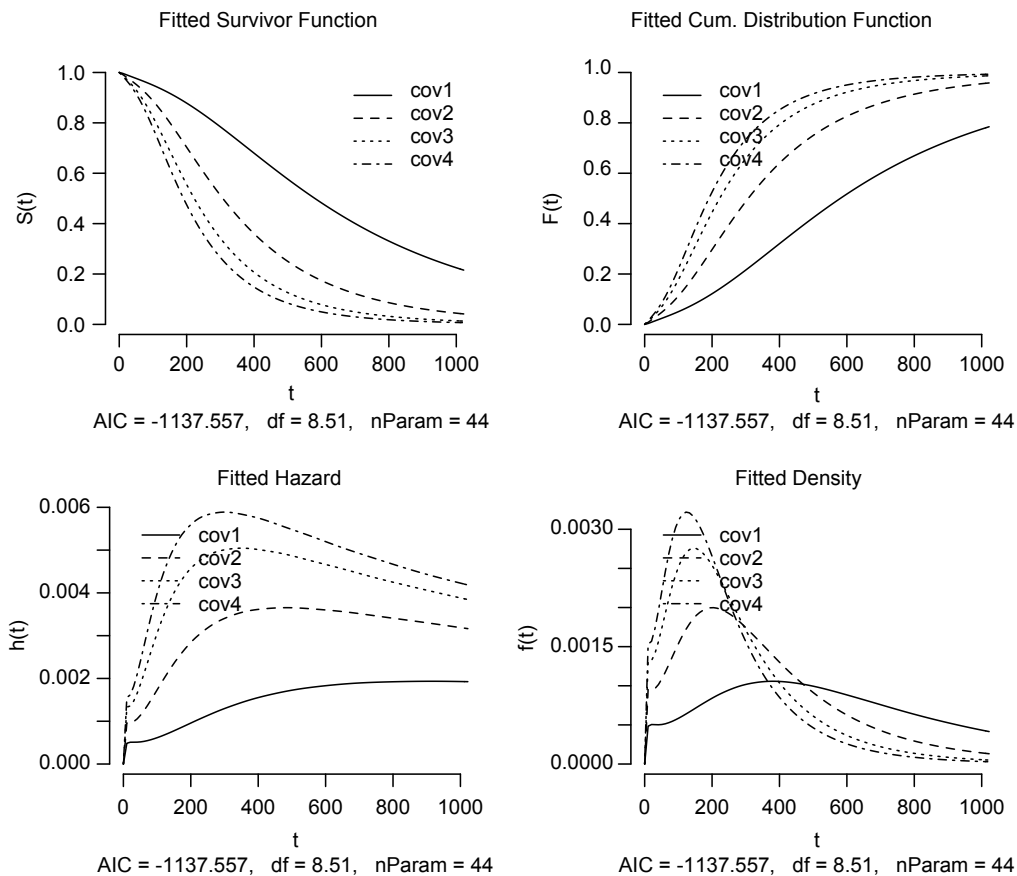 Fitted Survivor Function
S(t)
1.0
0.8
0.6
0.4
0.2
0.0
cov1
cov2
cov3
cov4
0 200 400 600 800 1000
t
AIC = -1137.557, df = 8.51, nParam = 44
Fitted Cum. Distribution Function
F(t)
1.0
0.8
0.6
0.4
0.2
0.0
cov1
cov2
cov3
cov4
0 200 400 600 800 1000
t
AIC = -1137.557, df = 8.51, nParam = 44
Fitted Hazard
h(t)
0.006
0.004
0.002
0.000
cov1
cov2
cov3
cov4
0 200 400 600 800 1000
t
AIC = -1137.557, df = 8.51, nParam = 44
Fitted Density
f(t)
0.0030
0.0015
0.0000
cov1
cov2
cov3
cov4
0 200 400 600 800 1000
t
AIC = -1137.557, df = 8.51, nParam = 44